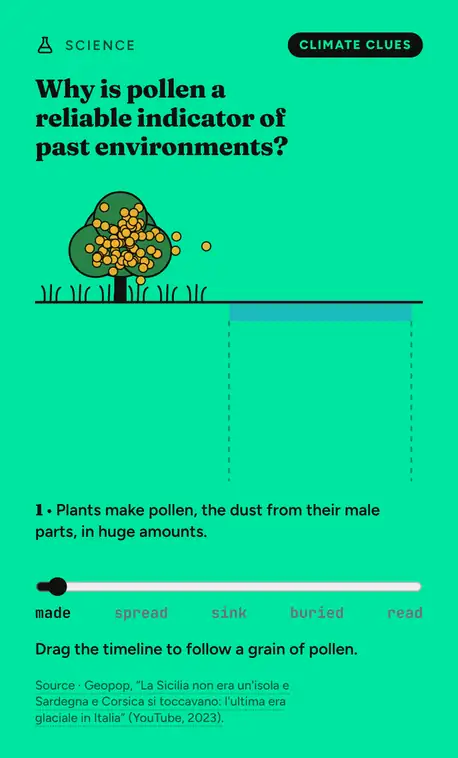 SCIENCE
CLIMATE CLUES
Why is pollen a
reliable indicator of
past environments?
1 • Plants make pollen, the dust from their male
parts, in huge amounts.
made spread sink buried read
Drag the timeline to follow a grain of pollen.
Source · Geopop, “La Sicilia non era un'isola e
Sardegna e Corsica si toccavano: l'ultima era
glaciale in Italia” (YouTube, 2023).